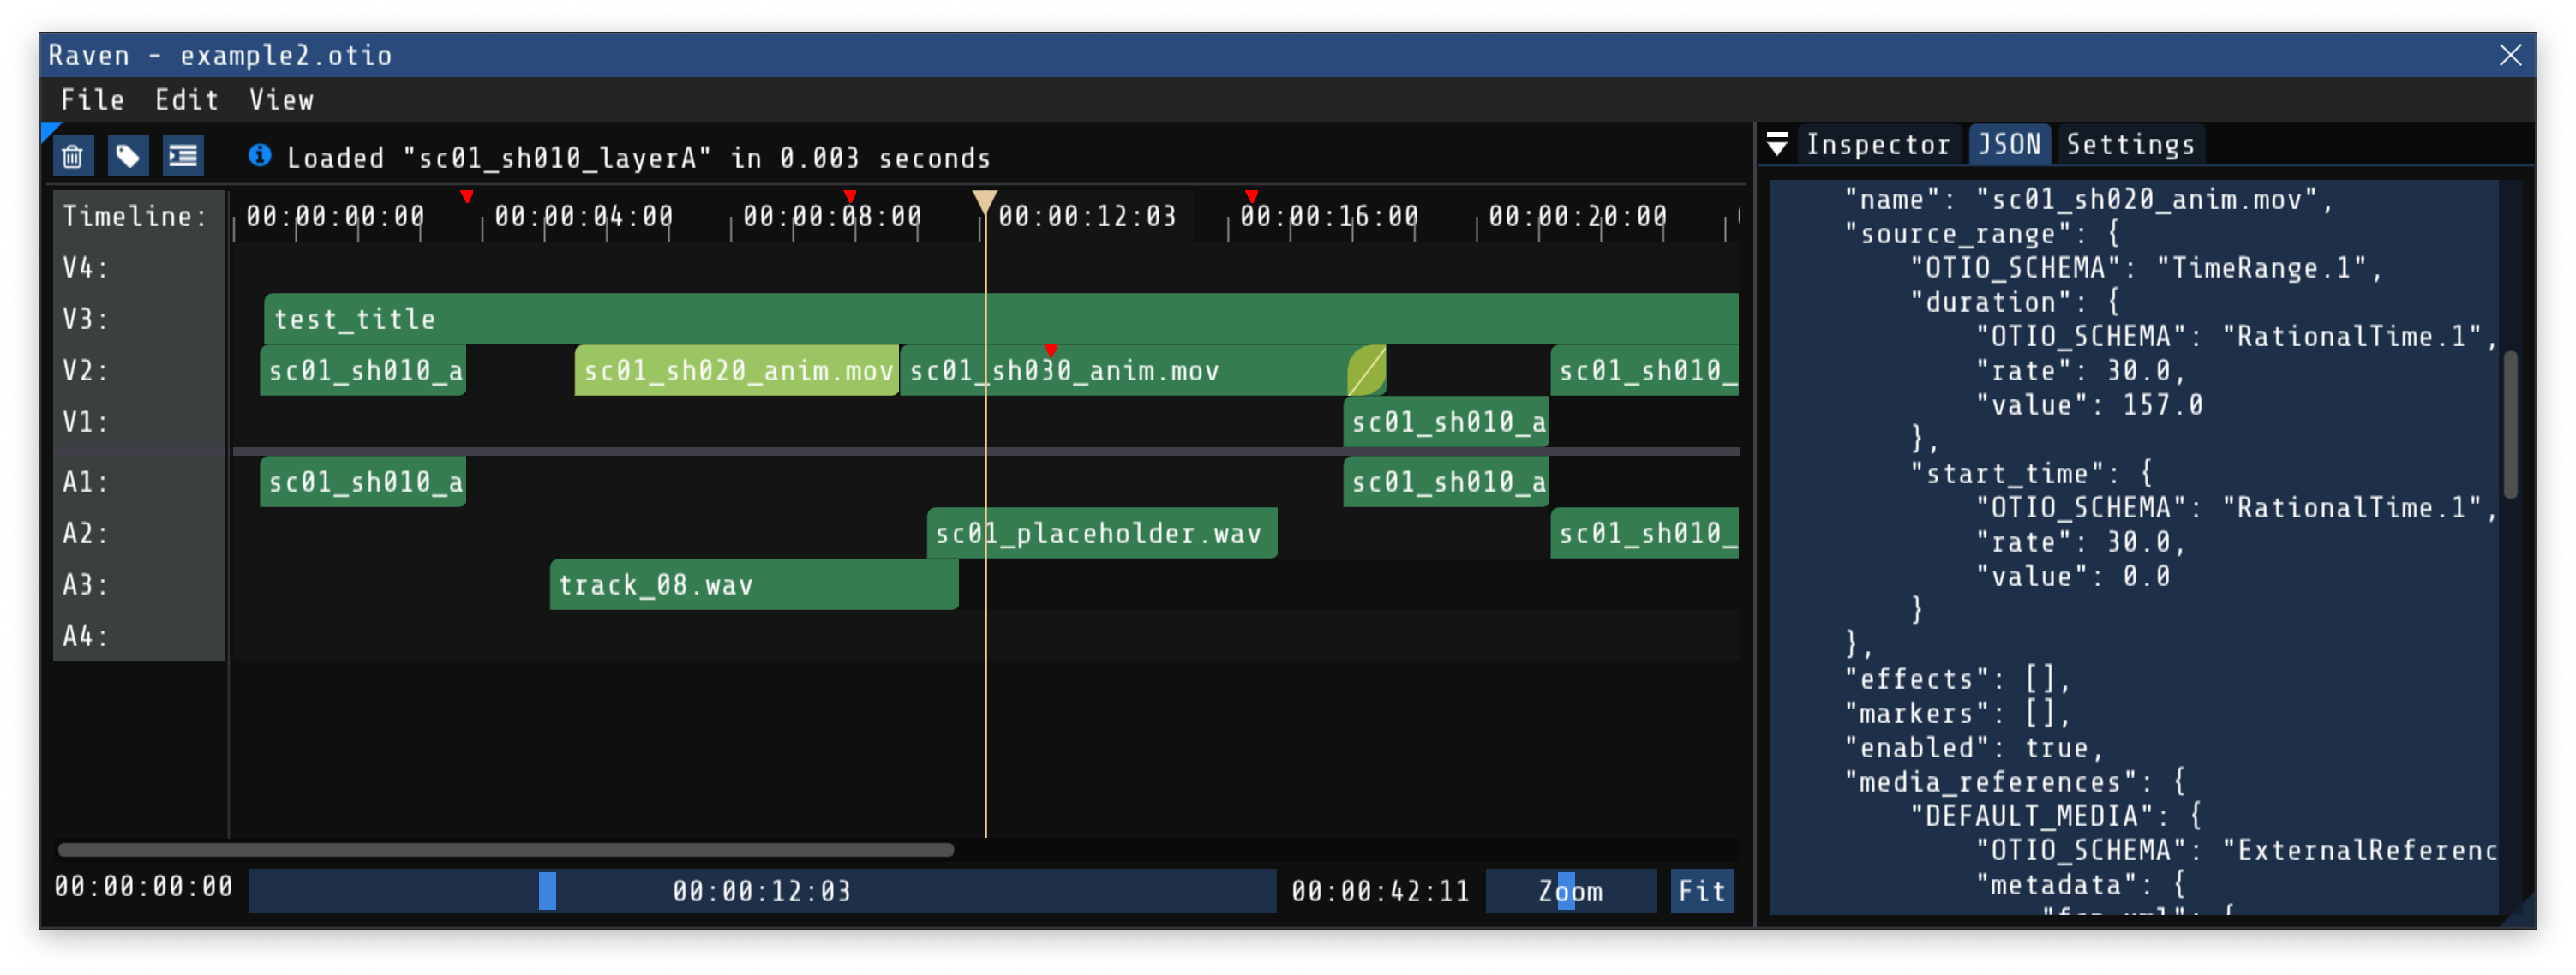 Raven - example2.otio
File Edit View
Loaded "sc01_sh010_layerA" in 0.003 seconds
Timeline: 00:00:00:00 00:00:04:00 00:00:08:00 00:00:12:03 00:00:16:00 00:00:20:00
V4:
V3: test_title
V2: sc01_sh010_a sc01_sh020_anim.mov sc01_sh030_anim.mov sc01_sh010_
V1: sc01_sh010_a
A1: sc01_sh010_a sc01_sh010_a
A2: sc01_placeholder.wav sc01_sh010_
A3: track_08.wav
A4:
00:00:00:00 00:00:12:03 00:00:42:11 Zoom Fit
Inspector JSON Settings
"name": "sc01_sh020_anim.mov",
"source_range": {
"OTIO_SCHEMA": "TimeRange.1",
"duration": {
"OTIO_SCHEMA": "RationalTime.1",
"rate": 30.0,
"value": 157.0
},
"start_time": {
"OTIO_SCHEMA": "RationalTime.1",
"rate": 30.0,
"value": 0.0
}
},
"effects": [],
"markers": [],
"enabled": true,
"media_references": {
"DEFAULT_MEDIA": {
"OTIO_SCHEMA": "ExternalReferenc
"metadata": {